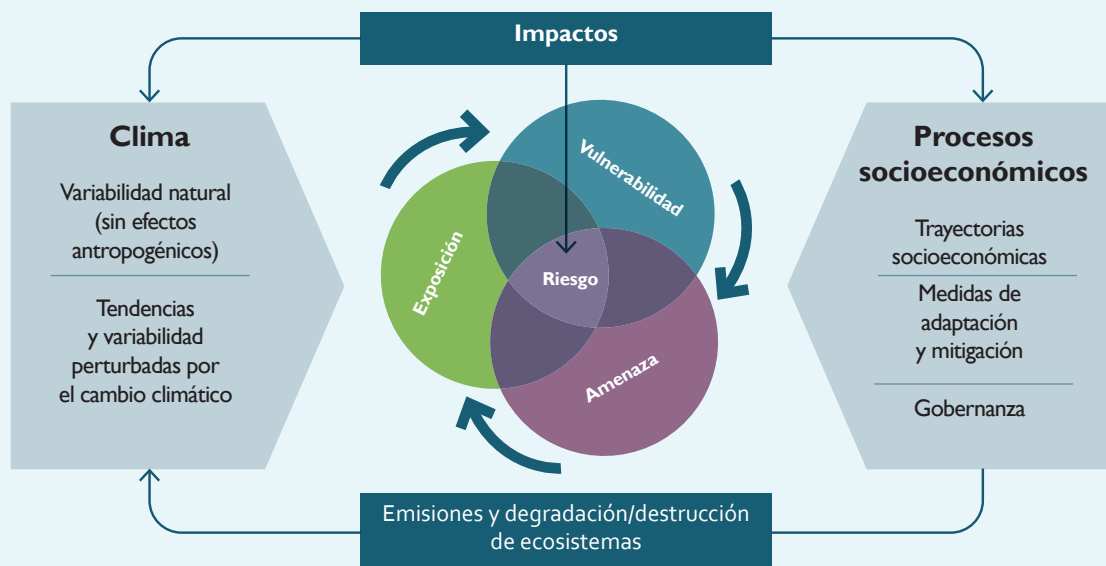 Impactos
Clima
Variabilidad natural
(sin efectos
antropogénicos)
Tendencias
y variabilidad
perturbadas por
el cambio climático
Vulnerabilidad
Exposición
Riesgo
Amenaza
Procesos
socioeconómicos
Trayectorias
socioeconómicas
Medidas de
adaptación
y mitigación
Gobernanza
Emisiones y degradación/destrucción
de ecosistemas